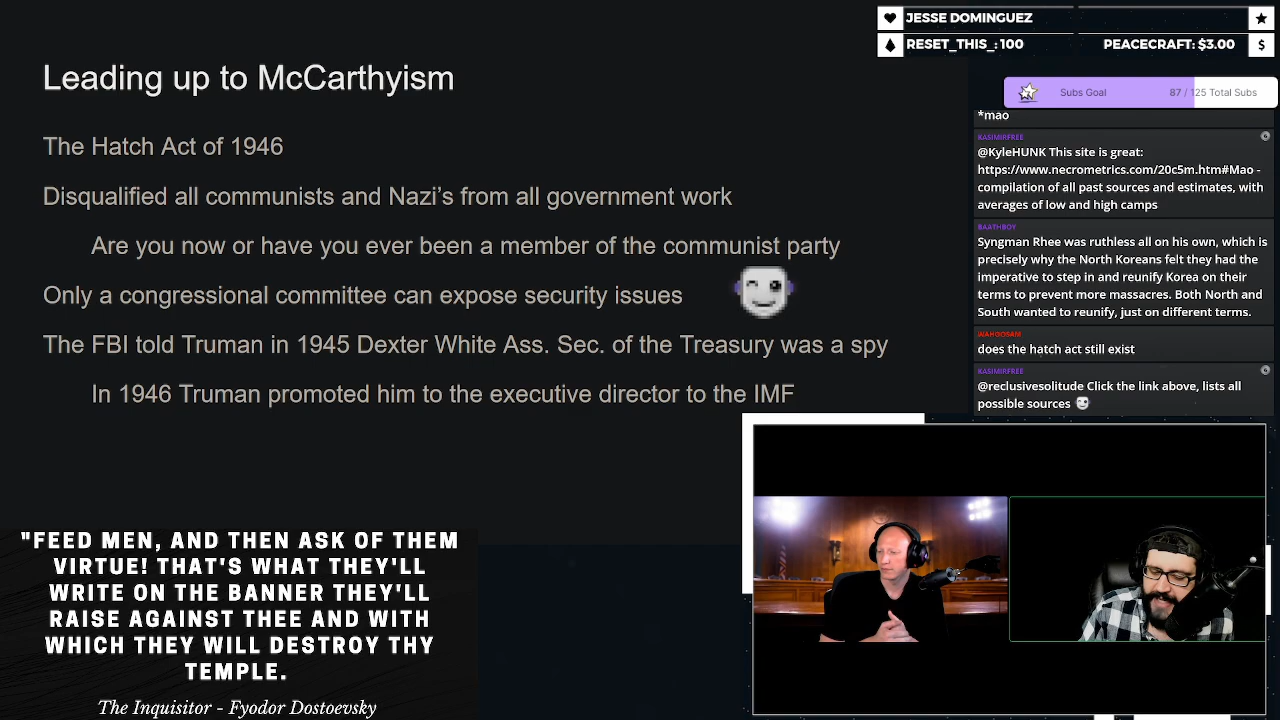 JESSE DOMINGUEZ
RESET_THIS_: 100
PEACECRAFT: $3.00
$
Subs Goal
87 / 125 Total Subs
Leading up to McCarthyism
The Hatch Act of 1946
Disqualified all communists and Nazi's from all government work
Are you now or have you ever been a member of the communist party
Only a congressional committee can expose security issues
The FBI told Truman in 1945 Dexter White Ass. Sec. of the Treasury was a spy
In 1946 Truman promoted him to the executive director to the IMF
*mao
KASIMIRFREE
@KyleHUNK This site is great:
https://www.necrometrics.com/20c5m.htm#Mao -
compilation of all past sources and estimates, with
averages of low and high camps
BAATHBOY
Syngman Rhee was ruthless all on his own, which is
precisely why the North Koreans felt they had the
imperative to step in and reunify Korea on their
terms to prevent more massacres. Both North and
South wanted to reunify, just on different terms.
WAHOOSAM
does the hatch act still exist
KASIMIRFREE
@reclusivesolitude Click the link above, lists all
possible sources
"FEED MEN, AND THEN ASK OF THEM
VIRTUE! THAT'S WHAT THEY'LL
WRITE ON THE BANNER THEY'LL
RAISE AGAINST THEE AND WITH
WHICH THEY WILL DESTROY THY
TEMPLE.
The Inquisitor - Fyodor Dostoevsky